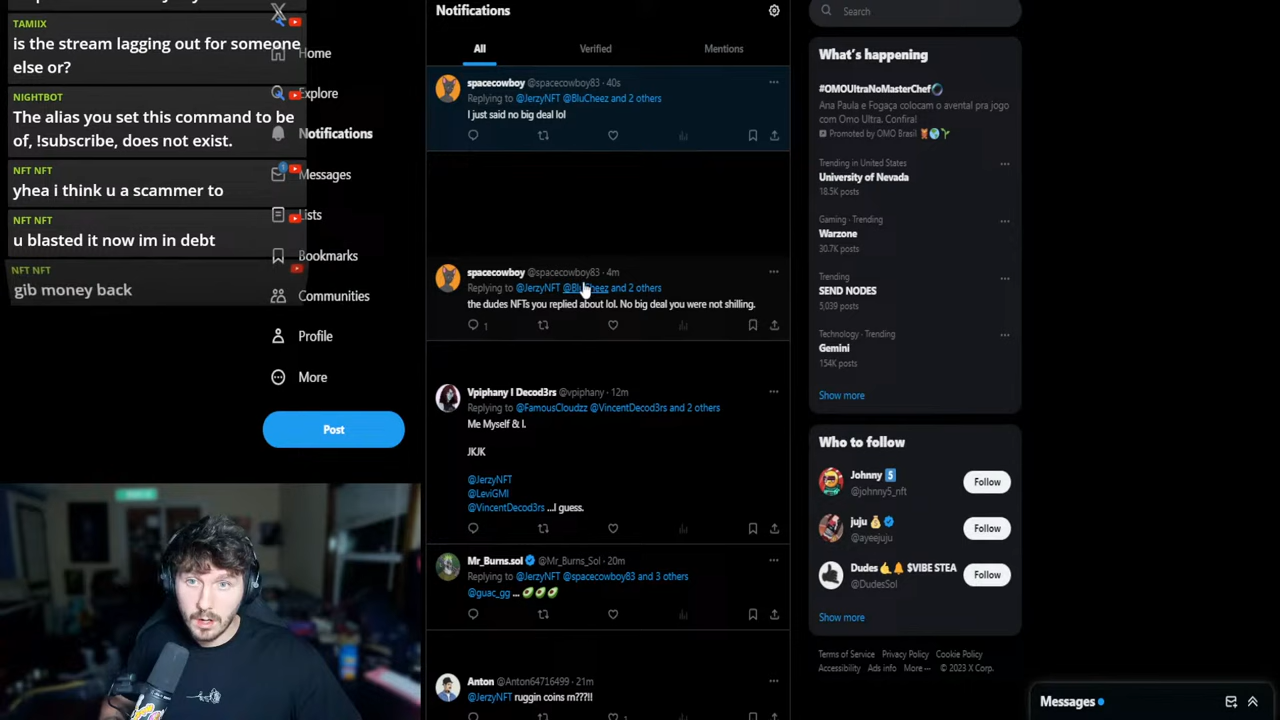 TAMIIX
is the stream lagging out for someone
else or?
NIGHTBOT
The alias you set this command to be
of, !subscribe, does not exist.
NFT NFT
yhea i think u a scammer to
NFT NFT
u blasted it now im in debt
NFT NFT
gib money back
Home
Explore
Notifications
Messages
Lists
Bookmarks
Communities
Profile
More
Post
Notifications
All
Verified
Mentions
spacecowboy @spacecowboy83 · 40s
Replying to @JerzyNFT @BluCheez and 2 others
I just said no big deal lol
spacecowboy @spacecowboy83 · 4m
Replying to @JerzyNFT @BluCheez and 2 others
the dudes NFTs you replied about lol. No big deal you were not shilling.
1
Vpiphany I Decod3rs @vpiphany · 12m
Replying to @FamousCloudzz @VincentDecod3rs and 2 others
Me Myself & I.
JKJK
@JerzyNFT
@LeviGMI
@VincentDecod3rs ...I guess.
Mr_Burns.sol @Mr_Burns_Sol · 20m
Replying to @JerzyNFT @spacecowboy83 and 3 others
@guac_gg ... 🥑🥑🥑
Anton @Anton64716499 · 21m
@JerzyNFT ruggin coins m???!!
Search
What's happening
#OMOUltraNoMasterChef
Ana Paula e Fogaça colocam o avental pra jogo
com Omo Ultra. Confira!
Promoted by OMO Brasil
Trending in United States
University of Nevada
18.5K posts
Gaming · Trending
Warzone
30.7K posts
Trending
SEND NODES
5,039 posts
Technology · Trending
Gemini
154K posts
Show more
Who to follow
Johnny 5
@johnny5_nft
Follow
juju 💰
@ayeejuju
Follow
Dudes 🤙🔔 $VIBE STEA
@DudesSol
Follow
Show more
Terms of Service Privacy Policy Cookie Policy
Accessibility Ads info More ··· © 2023 X Corp.
Messages